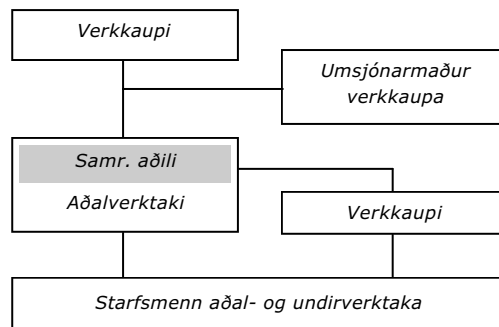 Verkkaupi
Umsjónarmaður
verkkaupa
Samr. aðili
Aðalverktaki
Verkkaupi
Starfsmenn aðal- og undirverktaka